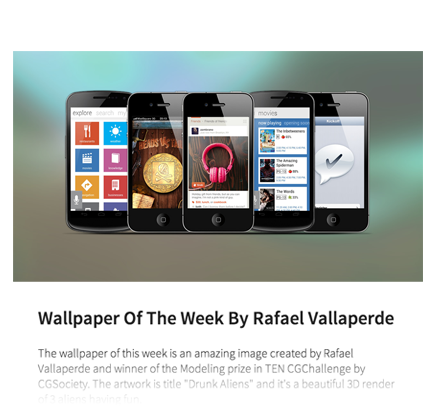 explore search my
movies
now playing opening soon
The Inbetweeners
The Amazing
Spiderman
The Words
Wallpaper Of The Week By Rafael Vallaperde
The wallpaper of this week is an amazing image created by Rafael
Vallaperde and winner of the Modeling prize in TEN CGChallenge by
CGSociety. The artwork is title "Drunk Aliens" and it's a beautiful 3D render
of 3 aliens having fun.